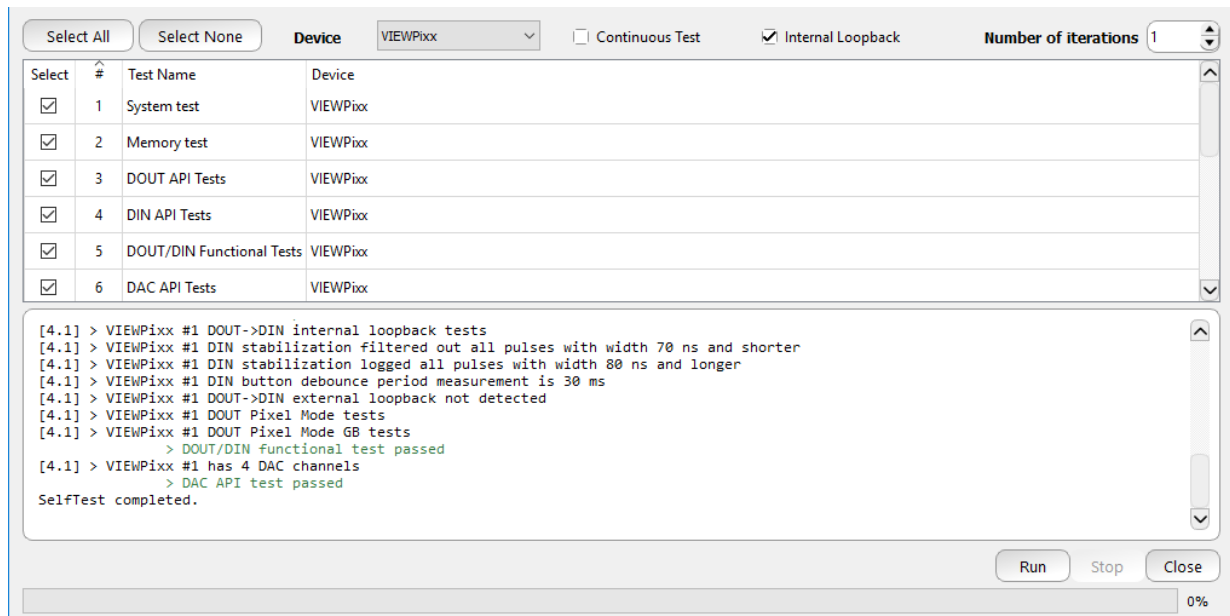 Select All Select None Device VIEWPixx Continuous Test Internal Loopback Number of iterations 1
Select # Test Name Device
1 System test VIEWPixx
2 Memory test VIEWPixx
3 DOUT API Tests VIEWPixx
4 DIN API Tests VIEWPixx
5 DOUT/DIN Functional Tests VIEWPixx
6 DAC API Tests VIEWPixx
[4.1] > VIEWPixx #1 DOUT->DIN internal loopback tests
[4.1] > VIEWPixx #1 DIN stabilization filtered out all pulses with width 70 ns and shorter
[4.1] > VIEWPixx #1 DIN stabilization logged all pulses with width 80 ns and longer
[4.1] > VIEWPixx #1 DIN button debounce period measurement is 30 ms
[4.1] > VIEWPixx #1 DOUT->DIN external loopback not detected
[4.1] > VIEWPixx #1 DOUT Pixel Mode tests
[4.1] > VIEWPixx #1 DOUT Pixel Mode GB tests
> DOUT/DIN functional test passed
[4.1] > VIEWPixx #1 has 4 DAC channels
> DAC API test passed
SelfTest completed.
Run Stop Close
0%